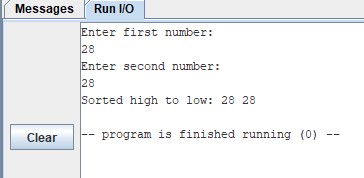 Messages Run I/O
Enter first number:
28
Enter second number:
28
Sorted high to low: 28 28
-- program is finished running (0) --
Clear